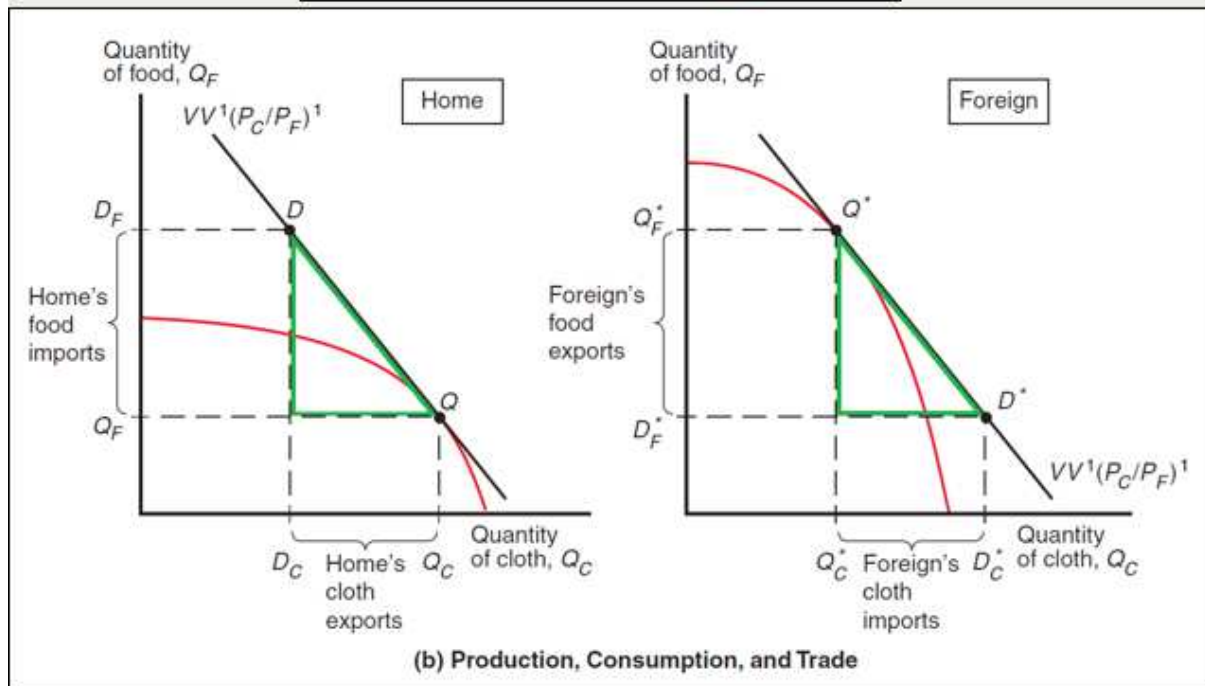 Quantity
of food, Q_F
Home
VV¹(P_C/P_F)¹
D_F
D
Home's
food
imports
Q
Q_F
D_C
Home's
cloth
exports
Q_C
Quantity
of cloth, Q_C
Quantity
of food, Q_F
Foreign
Q*_F
Q*
Foreign's
food
exports
D*
D*_F
VV¹(P_C/P_F)¹
Q*_C
Foreign's
cloth
imports
D*_C
Quantity
of cloth, Q_C
(b) Production, Consumption, and Trade